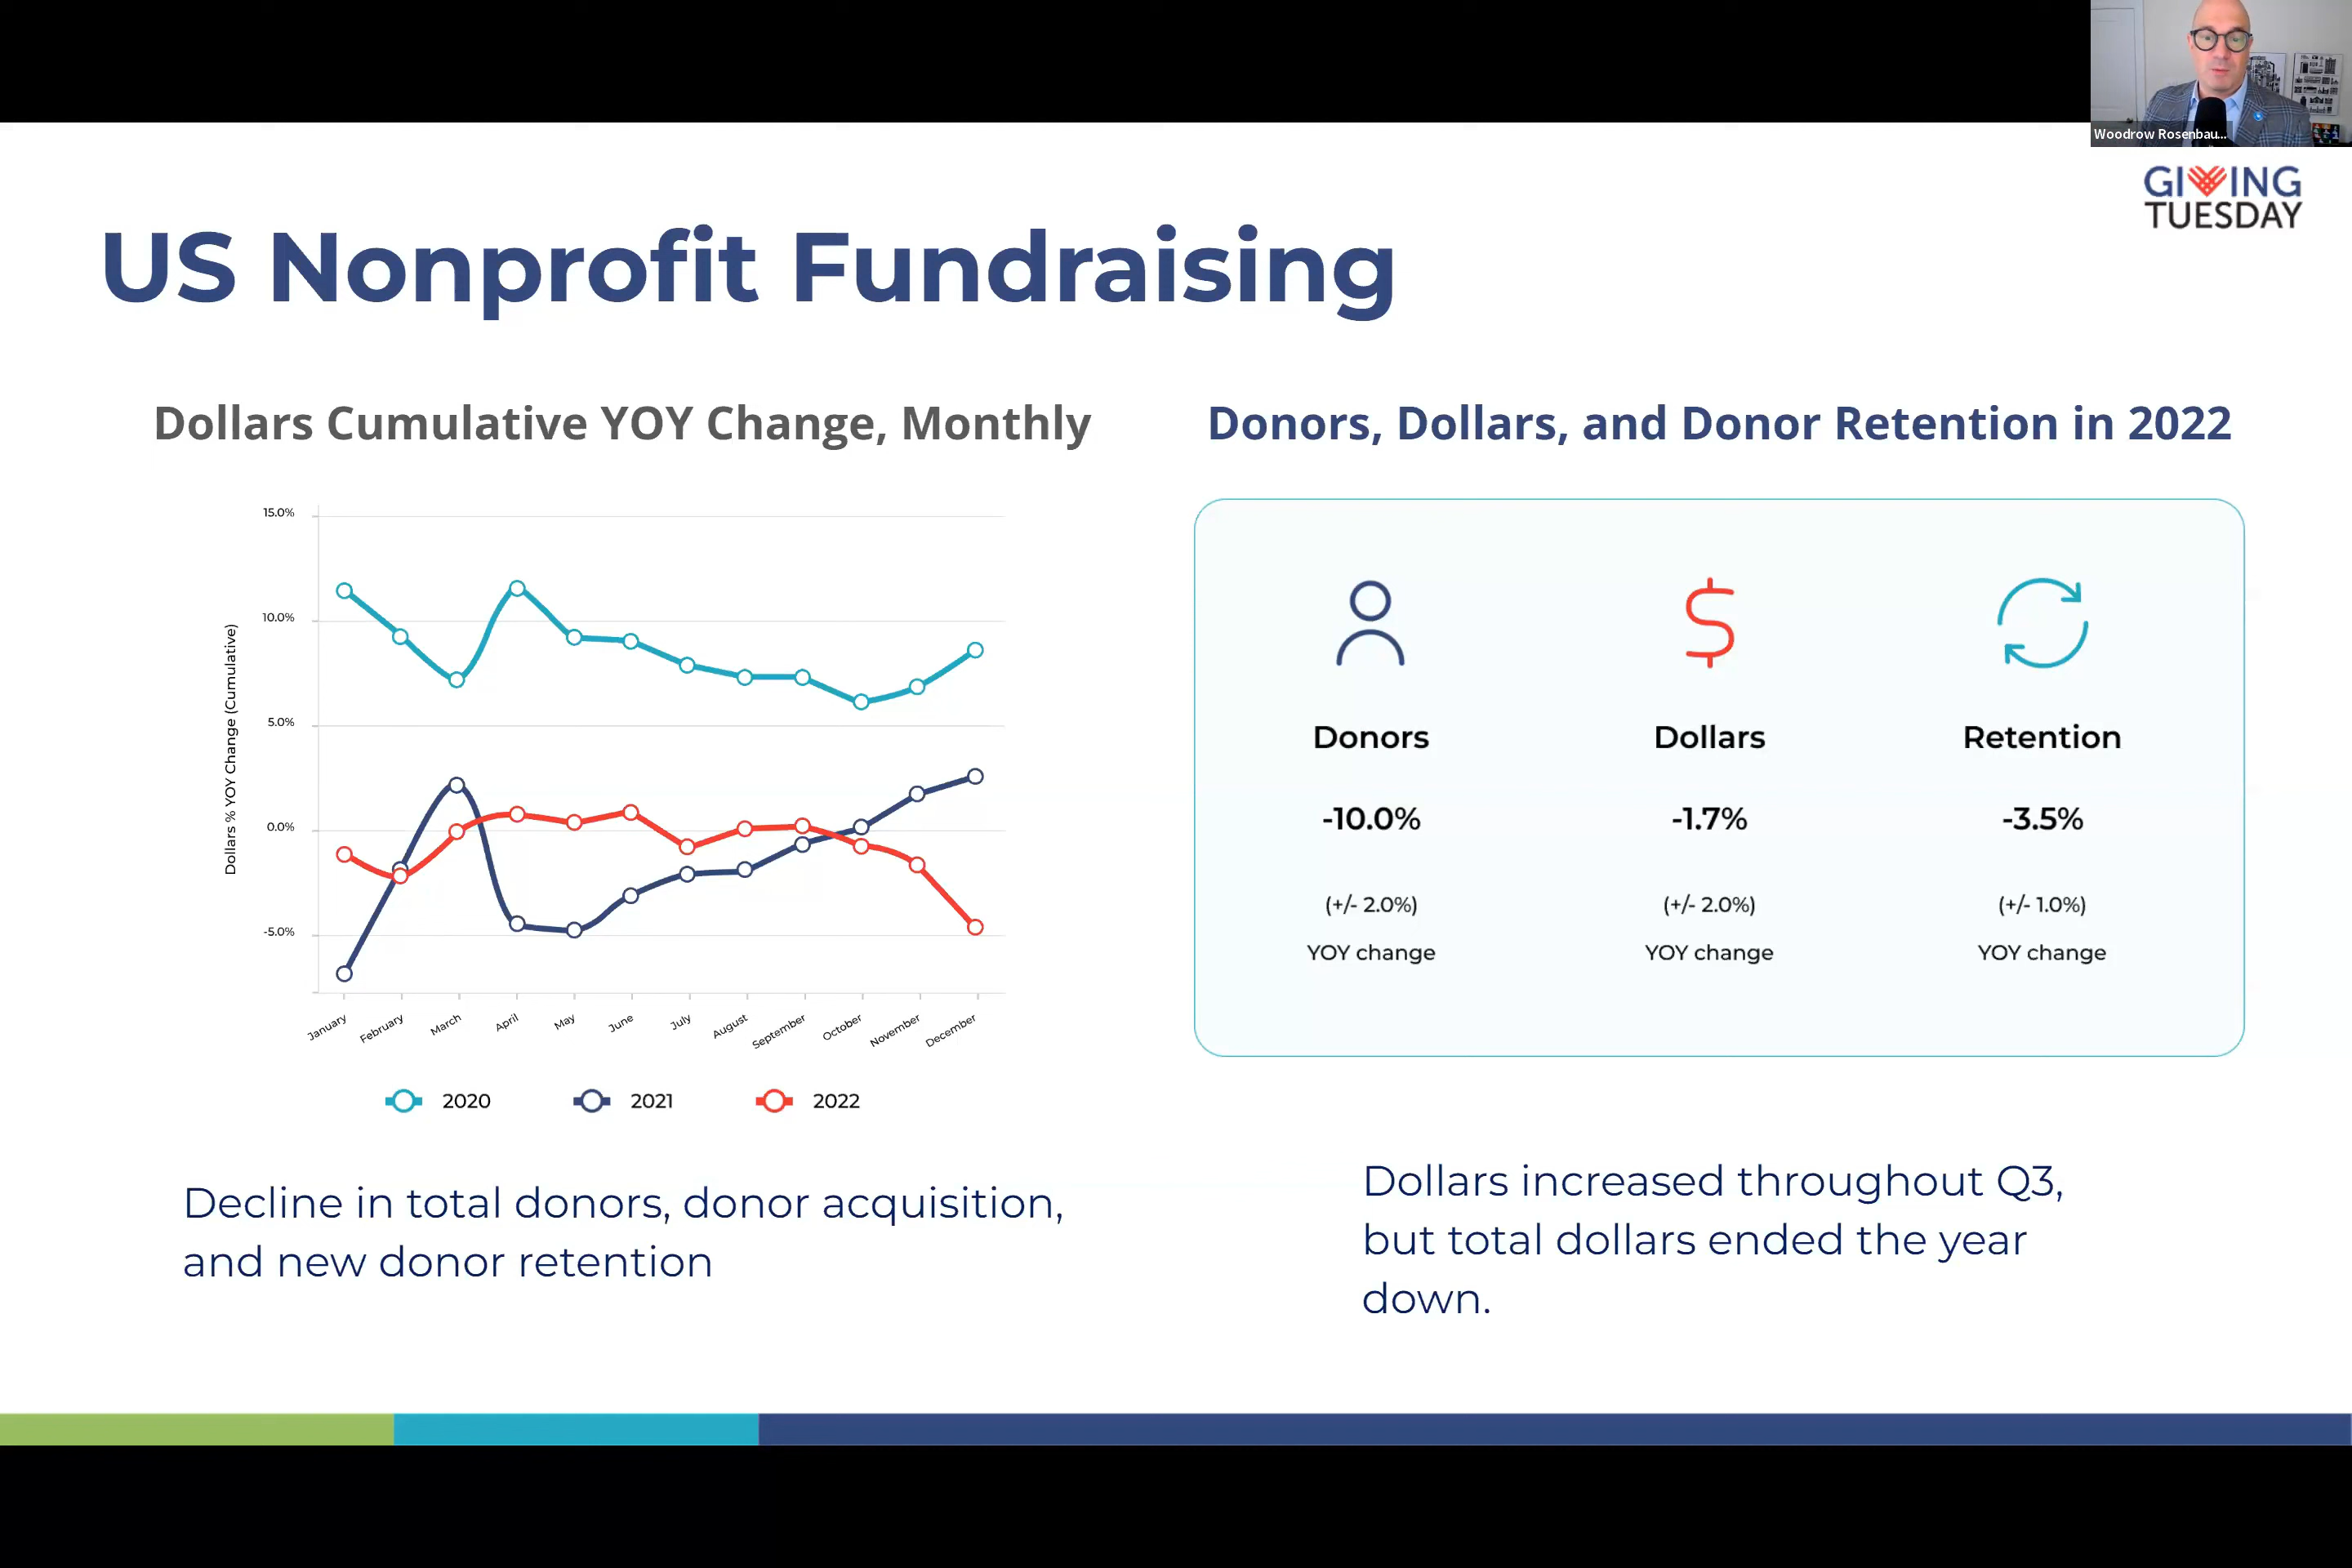 Woodrow Rosenbau...
GIVING
TUESDAY
US Nonprofit Fundraising
Dollars Cumulative YOY Change, Monthly
Dollars % YOY Change (Cumulative)
15.0%
10.0%
5.0%
0.0%
-5.0%
January
February
March
April
May
June
July
August
September
October
November
December
2020
2021
2022
Decline in total donors, donor acquisition,
and new donor retention
Donors, Dollars, and Donor Retention in 2022
Donors
-10.0%
(+/- 2.0%)
YOY change
Dollars
-1.7%
(+/- 2.0%)
YOY change
Retention
-3.5%
(+/- 1.0%)
YOY change
Dollars increased throughout Q3,
but total dollars ended the year
down.